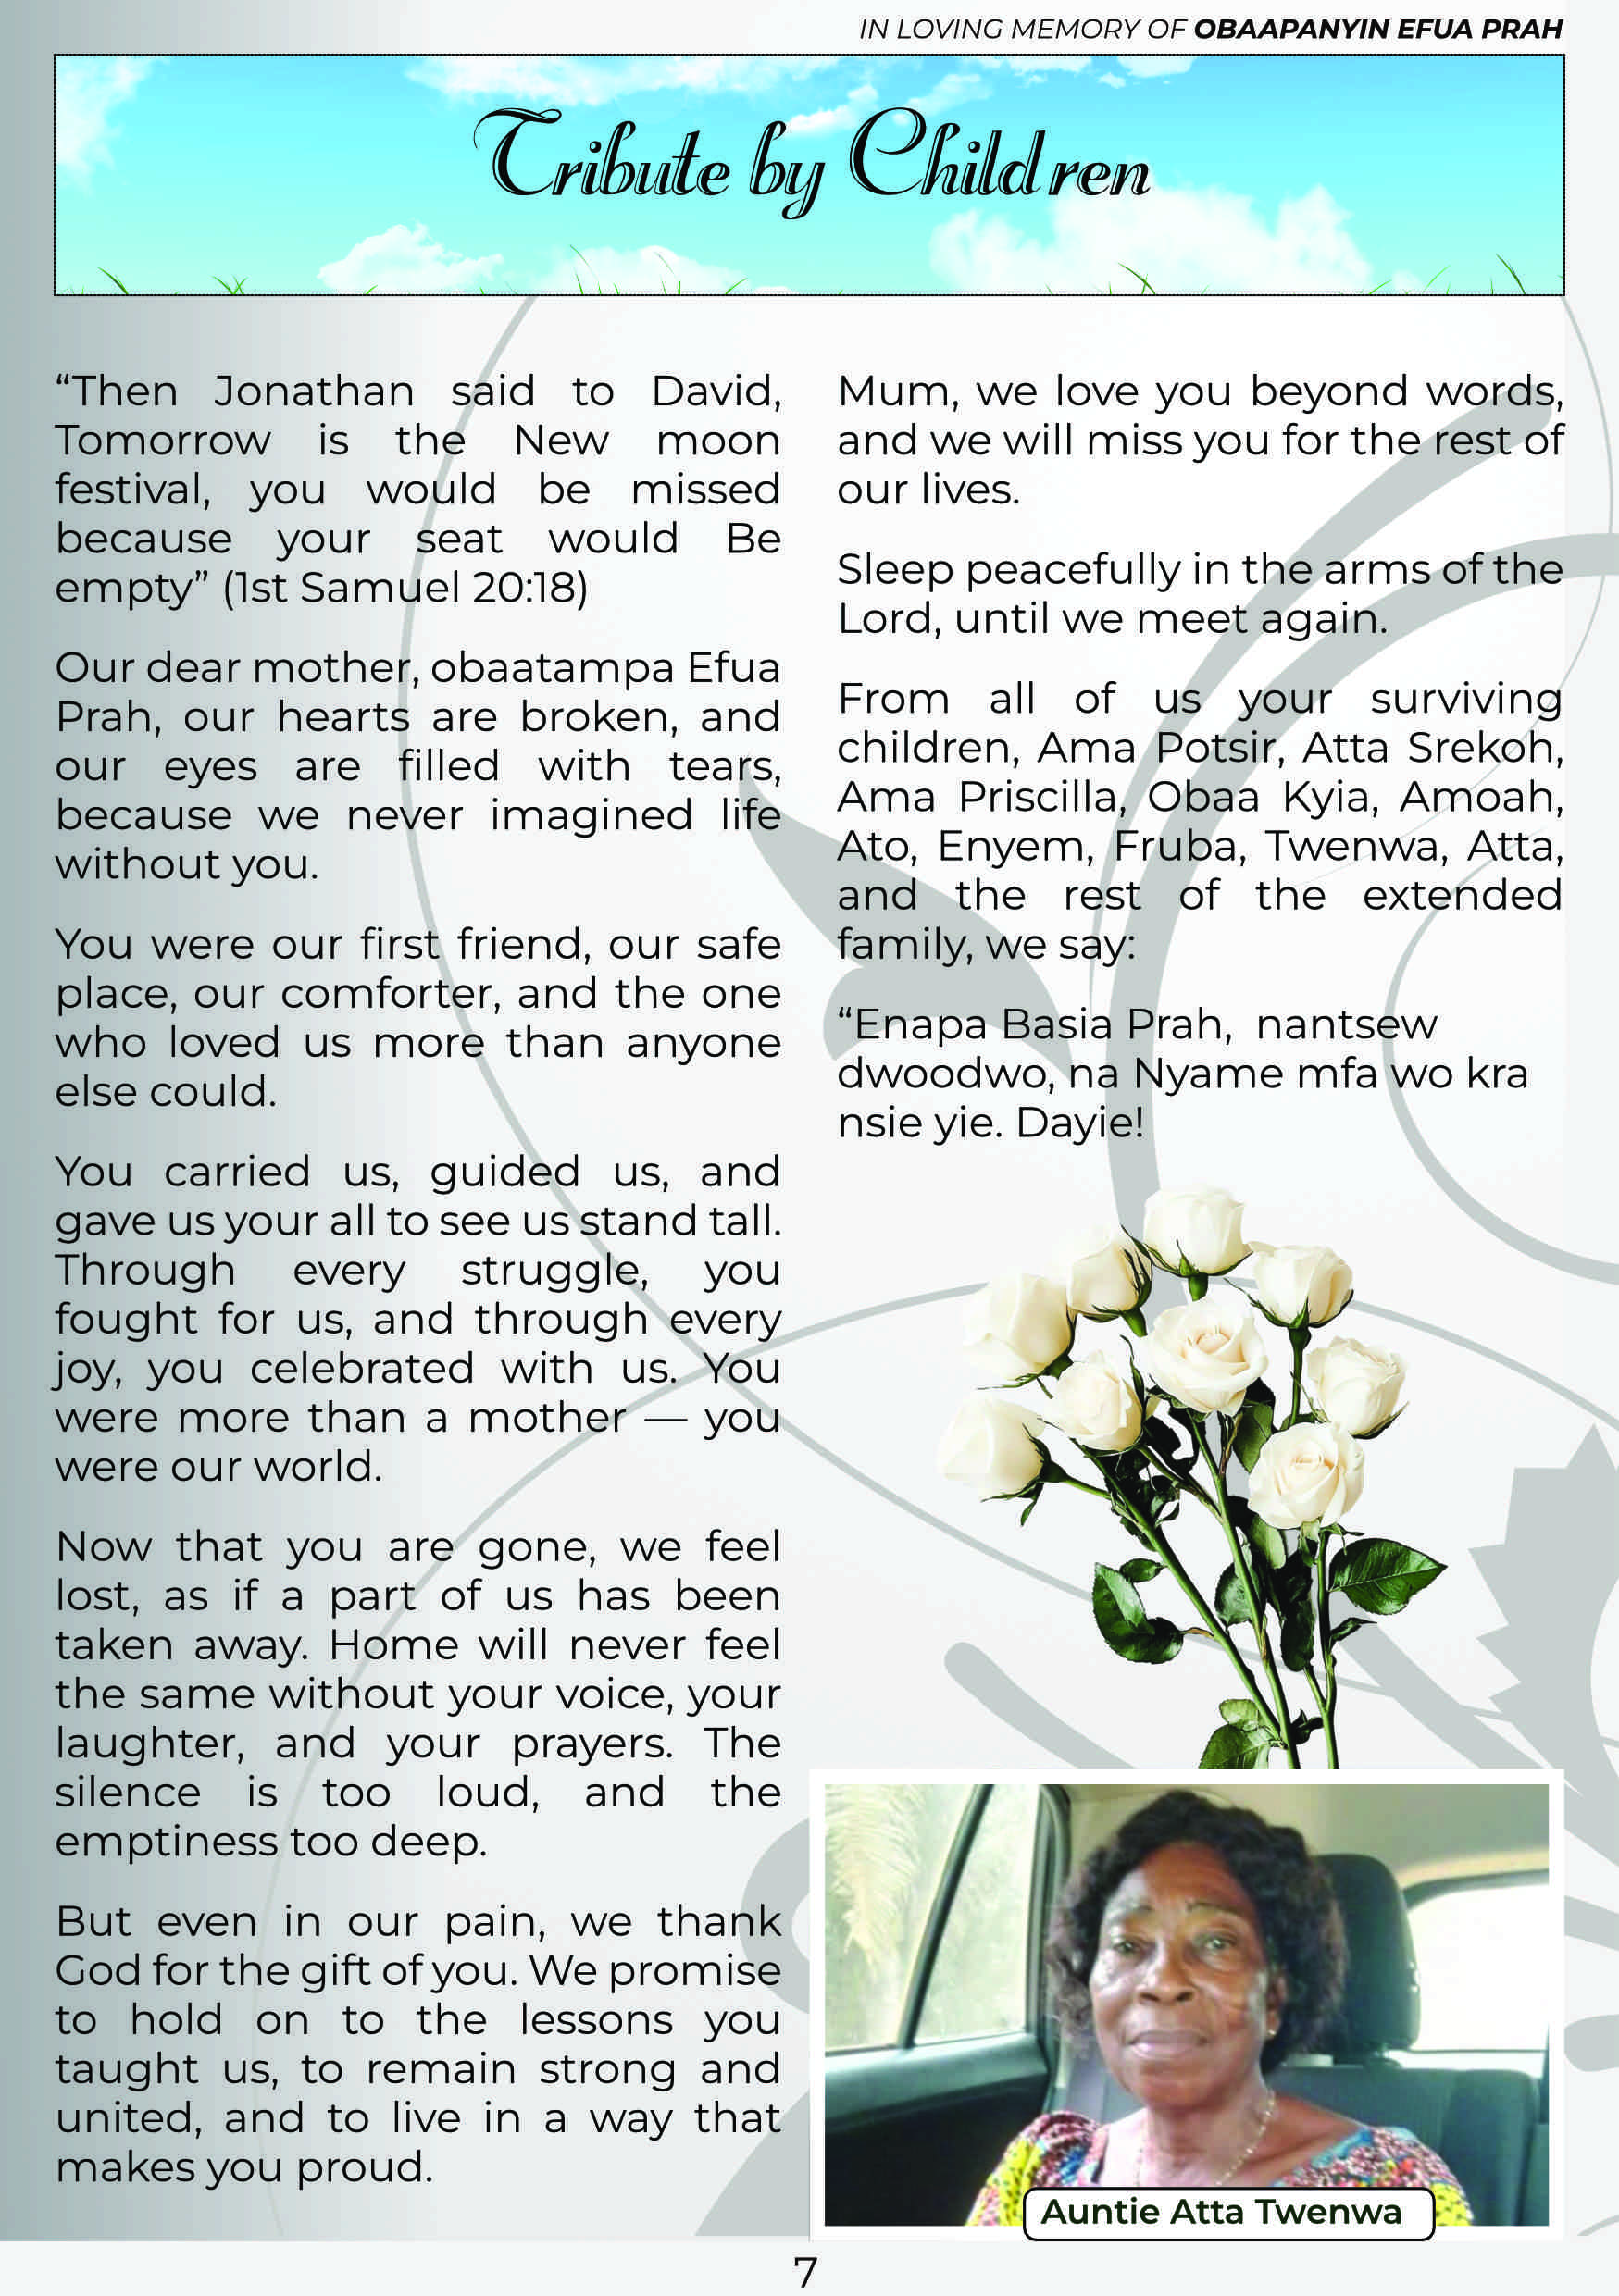 IN LOVING MEMORY OF OBAAPANYIN EFUA PRAH
Tribute by Children
“Then Jonathan said to David,
Tomorrow is the New moon
festival, you would be missed
because your seat would Be
empty” (1st Samuel 20:18)
Our dear mother, obaatampa Efua
Prah, our hearts are broken, and
our eyes are filled with tears,
because we never imagined life
without you.
You were our first friend, our safe
place, our comforter, and the one
who loved us more than anyone
else could.
You carried us, guided us, and
gave us your all to see us stand tall.
Through every struggle, you
fought for us, and through every
joy, you celebrated with us. You
were more than a mother — you
were our world.
Now that you are gone, we feel
lost, as if a part of us has been
taken away. Home will never feel
the same without your voice, your
laughter, and your prayers. The
silence is too loud, and the
emptiness too deep.
But even in our pain, we thank
God for the gift of you. We promise
to hold on to the lessons you
taught us, to remain strong and
united, and to live in a way that
makes you proud.
Mum, we love you beyond words,
and we will miss you for the rest of
our lives.
Sleep peacefully in the arms of the
Lord, until we meet again.
From all of us your surviving
children, Ama Potsir, Atta Srekoh,
Ama Priscilla, Obaa Kyia, Amoah,
Ato, Enyem, Fruba, Twenwa, Atta,
and the rest of the extended
family, we say:
“Enapa Basia Prah, nantsew
dwoodwo, na Nyame mfa wo kra
nsie yie. Dayie!
Auntie Atta Twenwa
7